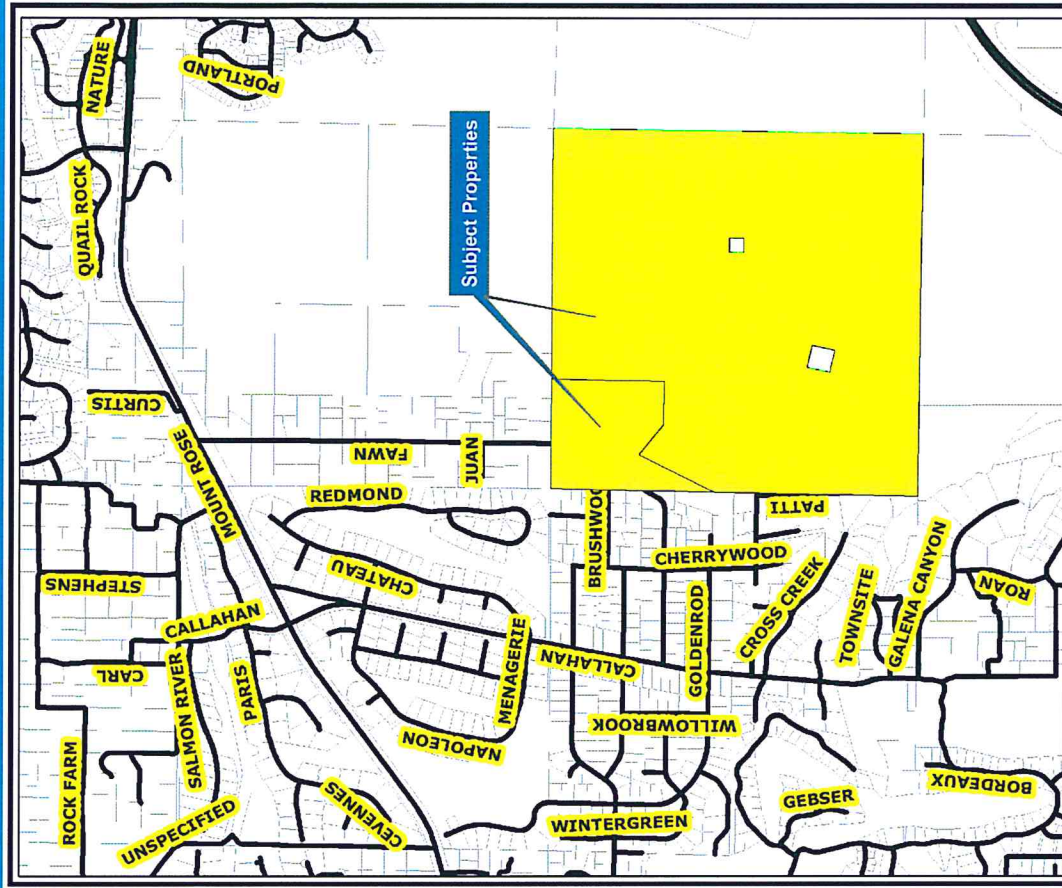 NATURE
PORTLAND
QUAIL ROCK
Subject Properties
CURTIS
MOUNT ROSE
FAWN
JUAN
REDMOND
STEPHENS
CHATEAU
CALLAHAN
CARL
SALMON RIVER
PARIS
MENAGERIE
NAPOLEON
ROCK FARM
UNSPECIFIED
CEVENNES
BRUSHWOO
PATTI
CHERRYWOOD
GOLDENROD
CROSS CREEK
TOWNSITE
GALENA CANYON
ROAN
CALLAHAN
WILLOWBROOK
WINTERGREEN
GEBSER
BORDEAUX